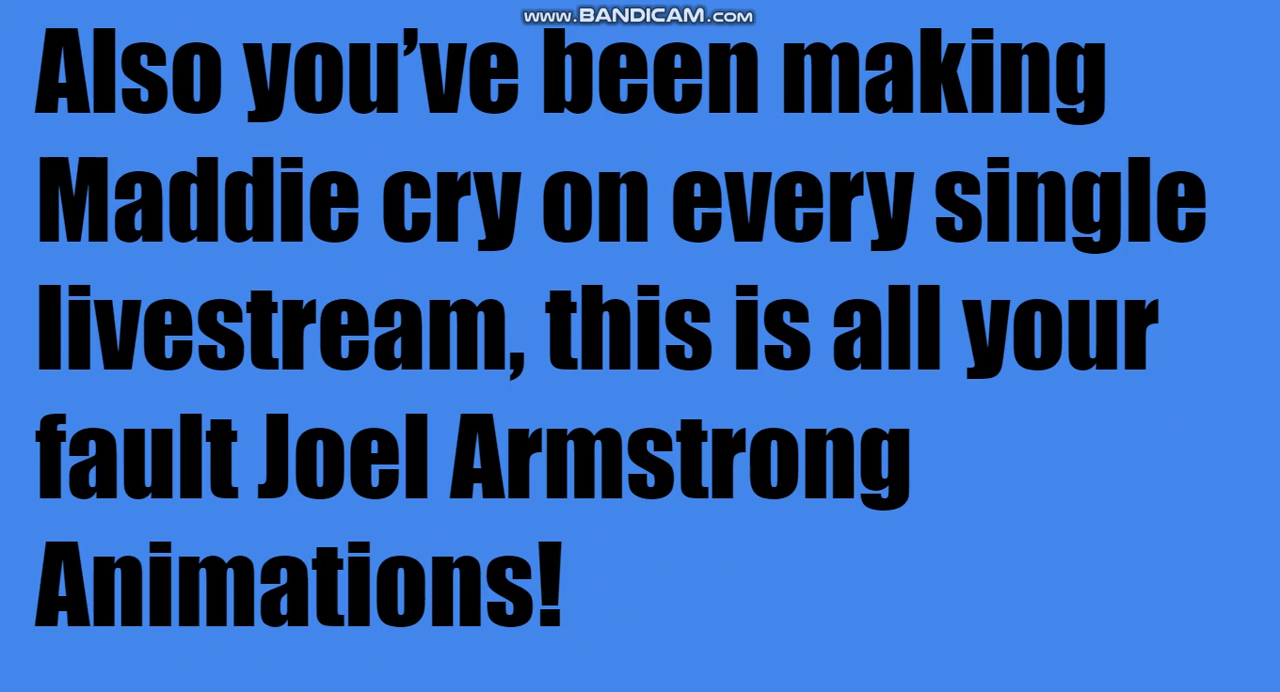 www.BANDICAM.com
Also you’ve been making
Maddie cry on every single
livestream, this is all your
fault Joel Armstrong
Animations!